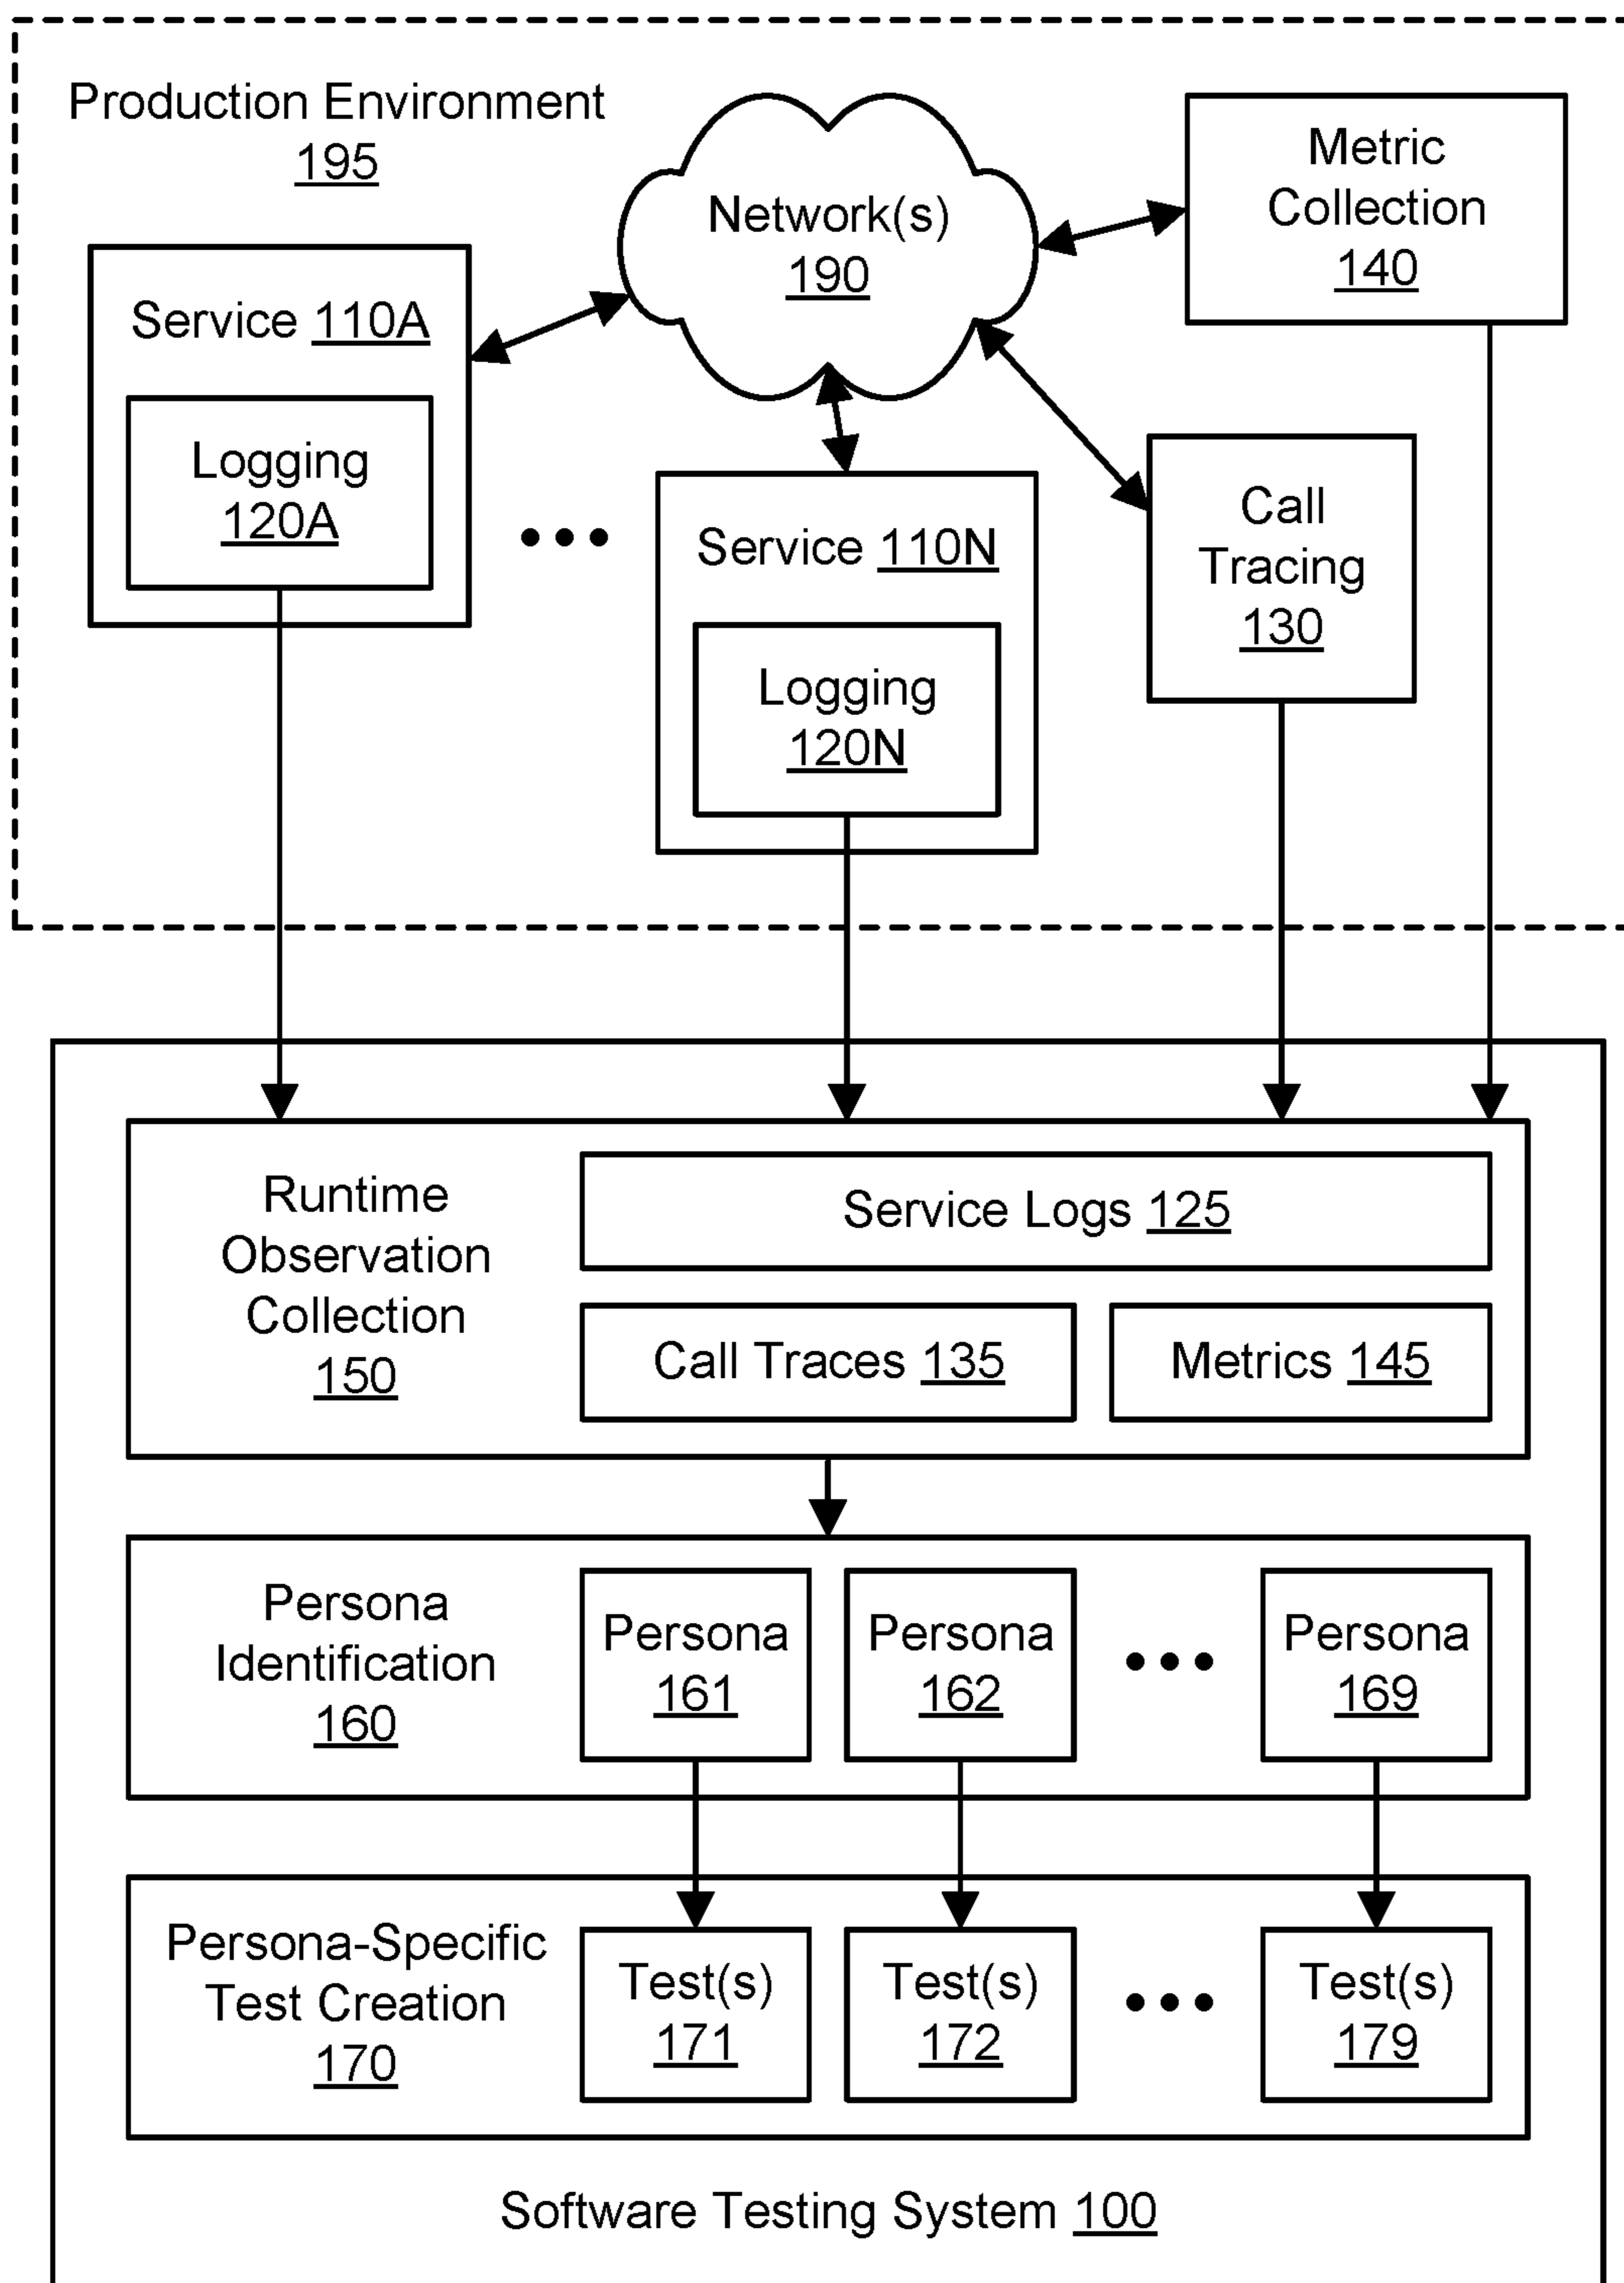 Production Environment
195
Network(s)
190
Metric
Collection
140
Service 110A
Logging
120A
Service 110N
Logging
120N
Call
Tracing
130
Runtime
Observation
Collection
150
Service Logs 125
Call Traces 135
Metrics 145
Persona
Identification
160
Persona
161
Persona
162
Persona
169
Persona-Specific
Test Creation
170
Test(s)
171
Test(s)
172
Test(s)
179
Software Testing System 100